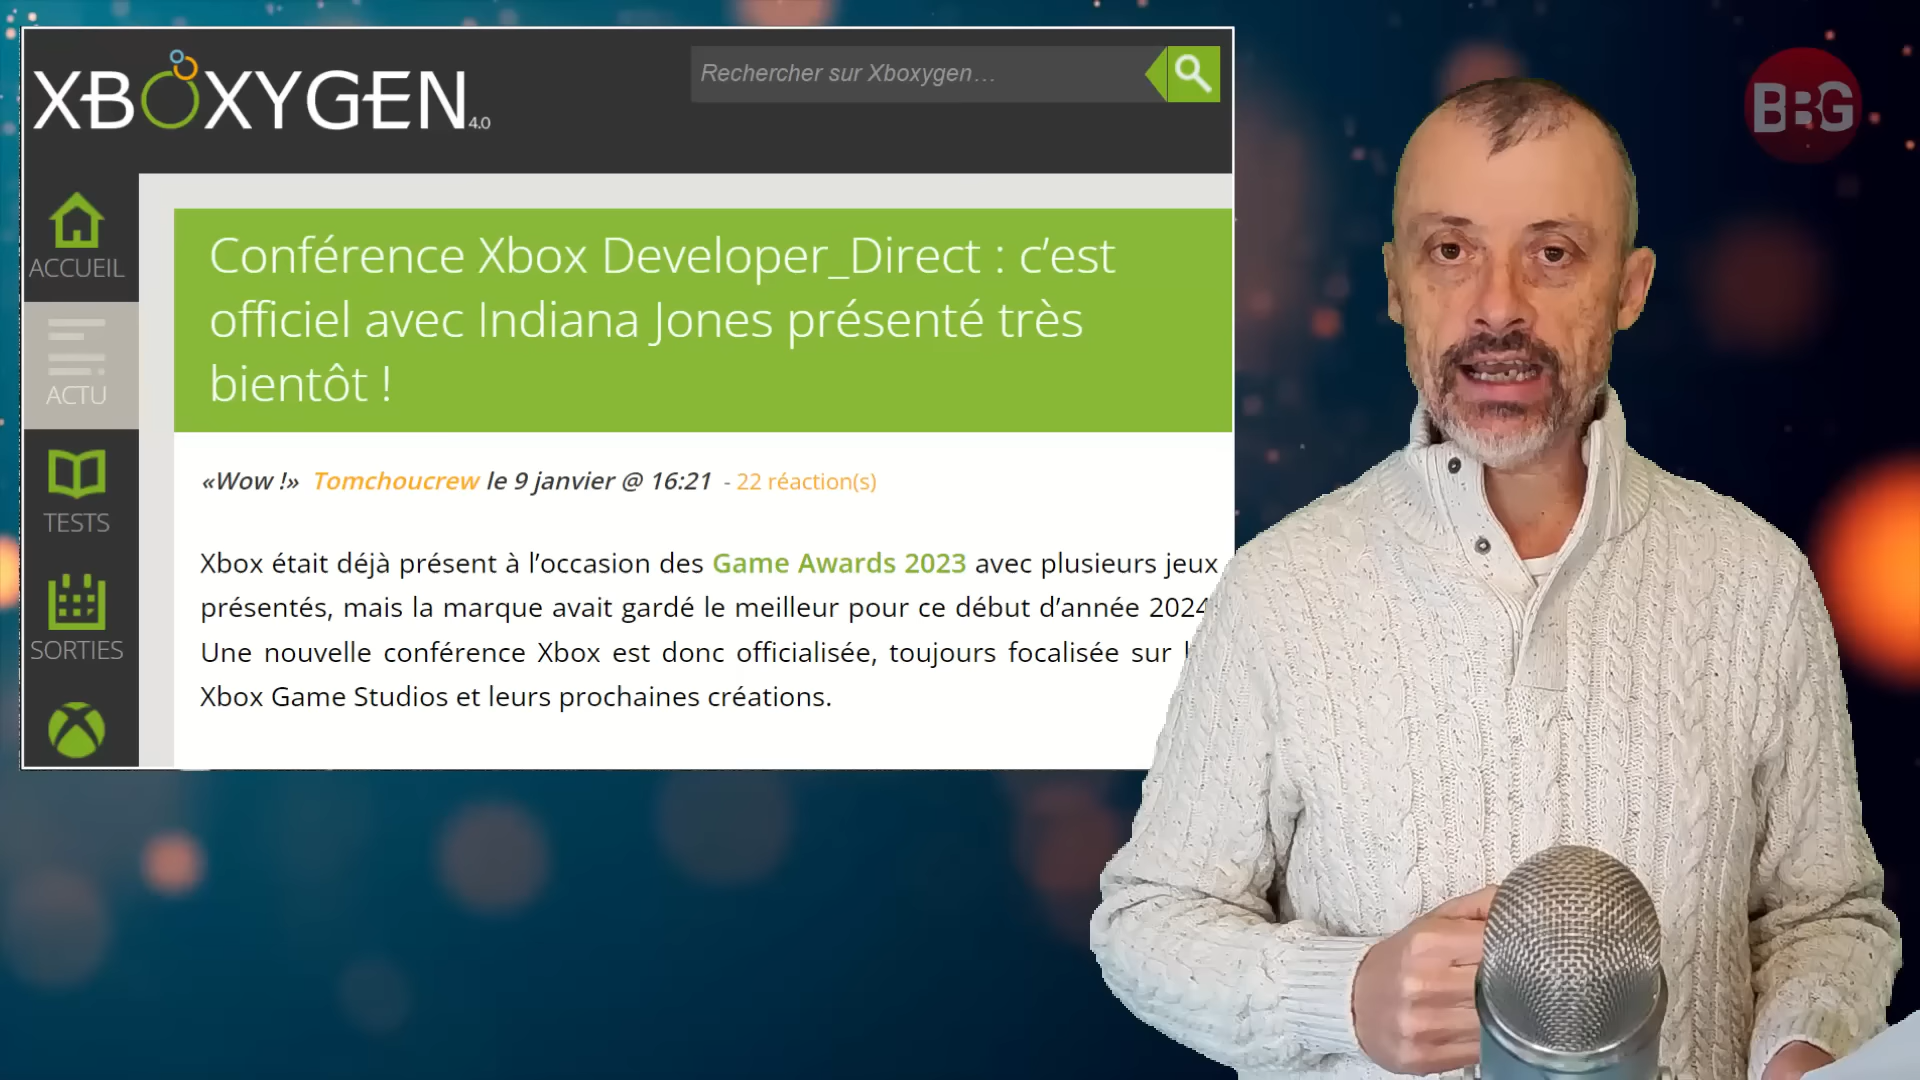 XBOXYGEN 4.0
Rechercher sur Xboxygen...
BBG
ACCUEIL
ACTU
TESTS
SORTIES
Conférence Xbox Developer_Direct : c’est
officiel avec Indiana Jones présenté très
bientôt !
«Wow !» Tomchoucrew le 9 janvier @ 16:21 - 22 réaction(s)
Xbox était déjà présent à l’occasion des Game Awards 2023 avec plusieurs jeux
présentés, mais la marque avait gardé le meilleur pour ce début d’année 2024
Une nouvelle conférence Xbox est donc officialisée, toujours focalisée sur
Xbox Game Studios et leurs prochaines créations.